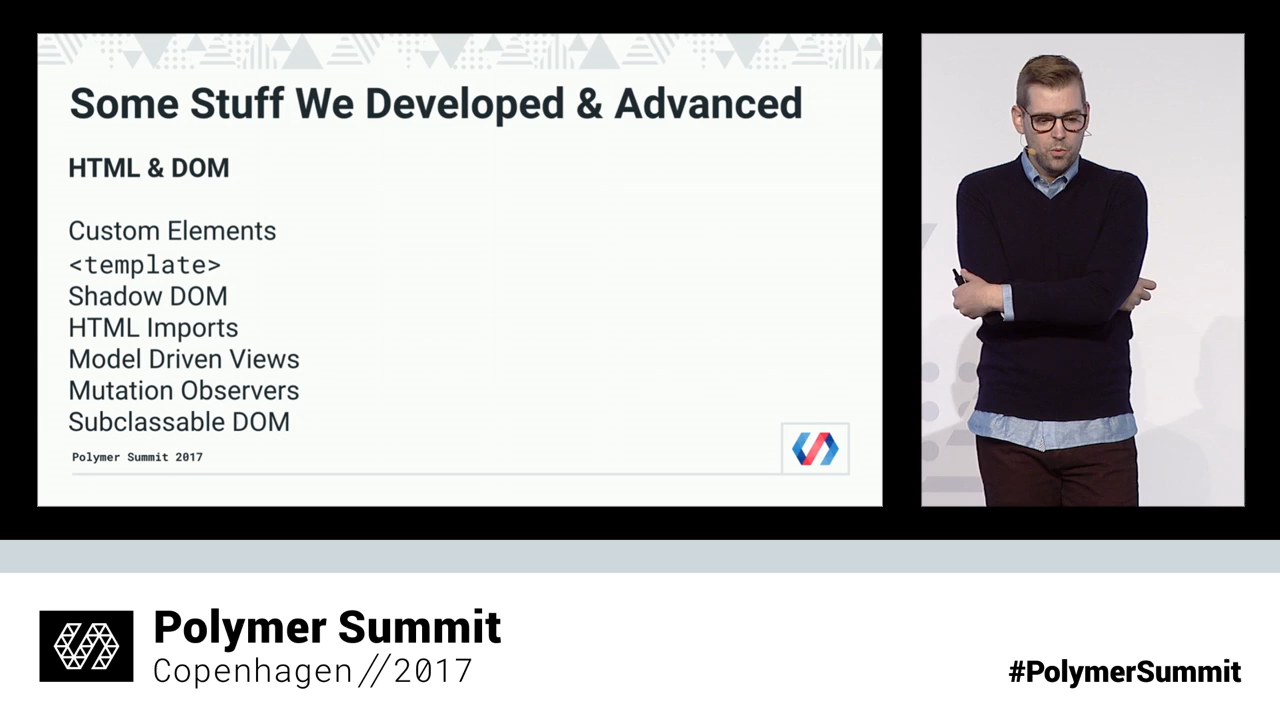 Some Stuff We Developed & Advanced
HTML & DOM
Custom Elements
<template>
Shadow DOM
HTML Imports
Model Driven Views
Mutation Observers
Subclassable DOM
Polymer Summit 2017
Polymer Summit
Copenhagen//2017
#PolymerSummit